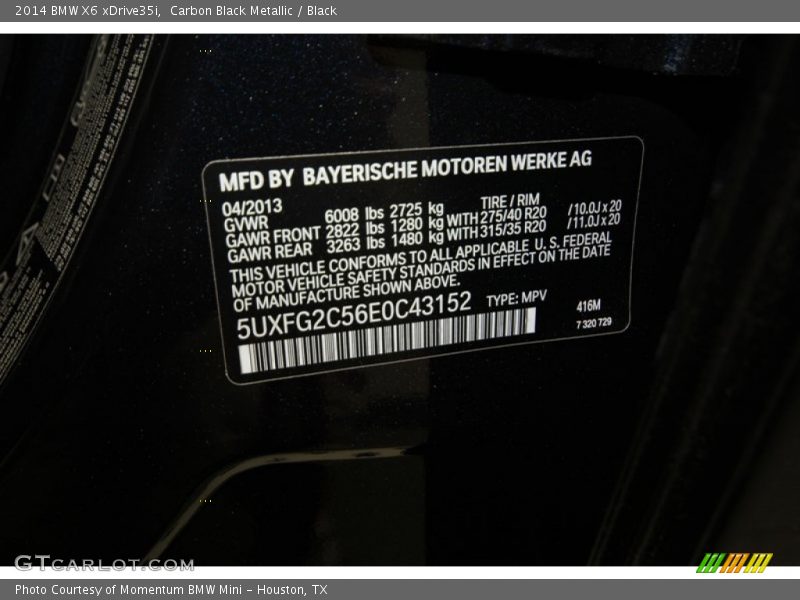 2014 BMW X6 xDrive35i, Carbon Black Metallic / Black
MFD BY BAYERISCHE MOTOREN WERKE AG
04/2013 TIRE / RIM
GVWR 6008 lbs 2725 kg
GAWR FRONT 2822 lbs 1280 kg WITH 275/40 R20 /10.0J x 20
GAWR REAR 3263 lbs 1480 kg WITH 315/35 R20 /11.0J x 20
THIS VEHICLE CONFORMS TO ALL APPLICABLE U. S. FEDERAL
MOTOR VEHICLE SAFETY STANDARDS IN EFFECT ON THE DATE
OF MANUFACTURE SHOWN ABOVE.
5UXFG2C56E0C43152 TYPE: MPV 416M
7 320 729
GTCARLOT.COM
Photo Courtesy of Momentum BMW Mini - Houston, TX